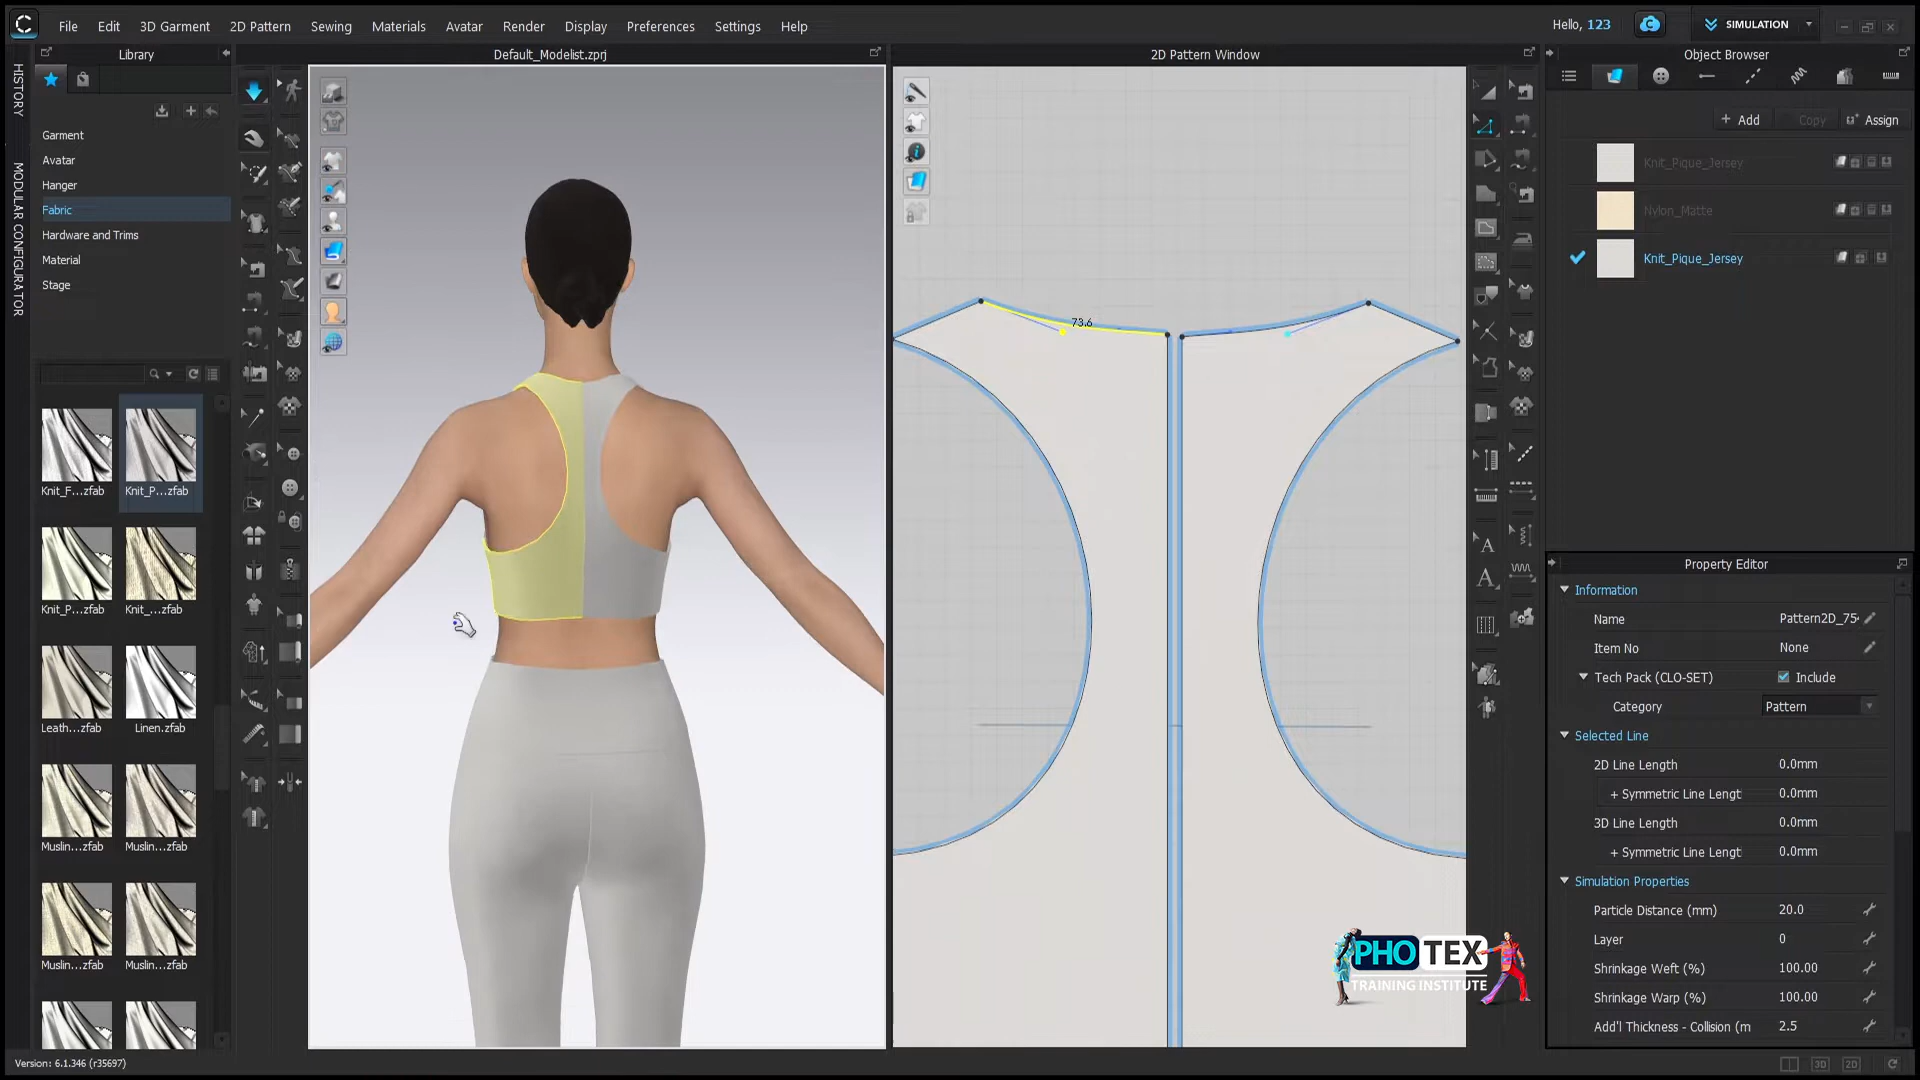 File
Edit
3D Garment
2D Pattern
Sewing
Materials
Avatar
Render
Display
Preferences
Settings
Help
Hello, 123
SIMULATION
Library
Default_Modelist.zprj
2D Pattern Window
Object Browser
HISTORY
MODULAR CONFIGURATOR
Garment
Avatar
Hanger
Fabric
Hardware and Trims
Material
Stage
Knit_F...zfab
Knit_P...zfab
Knit_P...zfab
Knit_...zfab
Leath...zfab
Linen.zfab
Muslin...zfab
Muslin...zfab
Muslin...zfab
Muslin...zfab
73.6
Add
Copy
Assign
Knit_Pique_Jersey
Nylon_Matte
Knit_Pique_Jersey
Property Editor
Information
Name
Pattern2D_75
Item No
None
Tech Pack (CLO-SET)
Include
Category
Pattern
Selected Line
2D Line Length
0.0mm
+ Symmetric Line Lengt
0.0mm
3D Line Length
0.0mm
+ Symmetric Line Lengt
0.0mm
Simulation Properties
Particle Distance (mm)
20.0
Layer
0
Shrinkage Weft (%)
100.00
Shrinkage Warp (%)
100.00
Add'l Thickness - Collision (m
2.5
PHOTEX
TRAINING INSTITUTE
Version: 6.1.346 (r35697)
3D
2D